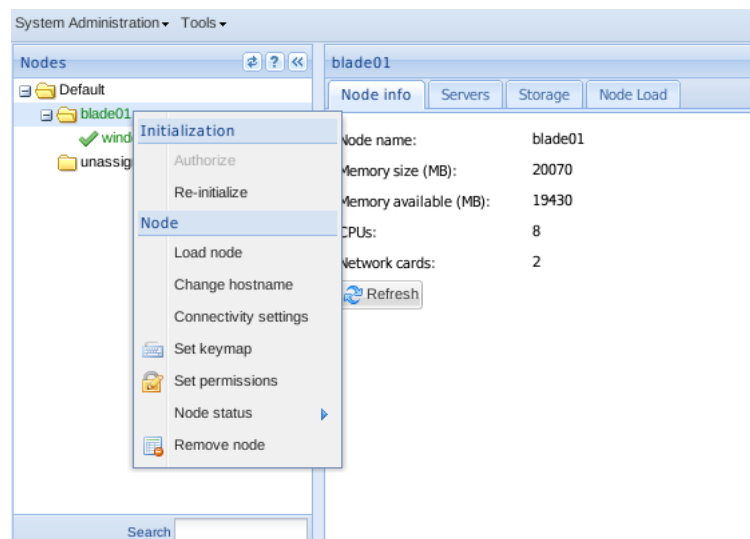 System Administration Tools
Nodes
Default
blade01
unassig
Search
Initialization
Authorize
Re-initialize
Node
Load node
Change hostname
Connectivity settings
Set keymap
Set permissions
Node status
Remove node
blade01
Node info Servers Storage Node Load
Node name: blade01
Memory size (MB): 20070
Memory available (MB): 19430
CPUs: 8
Network cards: 2
Refresh